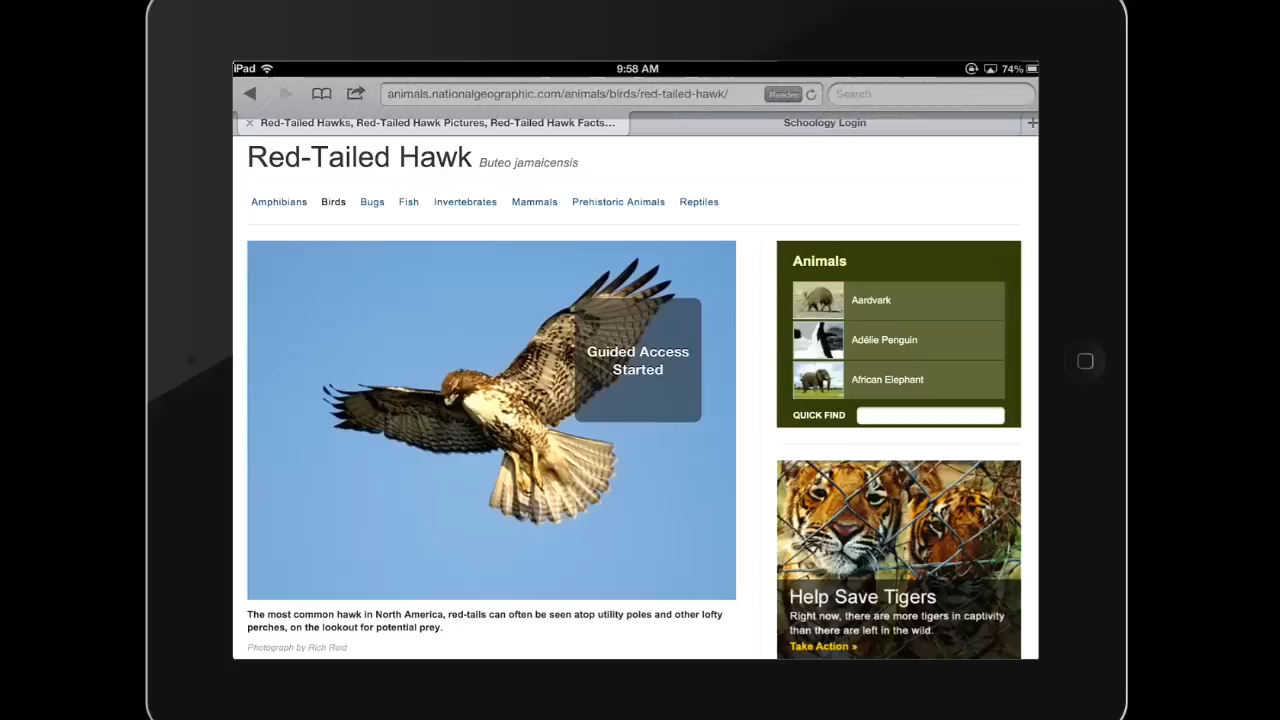 iPad 9:58 AM 74%
animals.nationalgeographic.com/animals/birds/red-tailed-hawk/ Reader Search
Red-Tailed Hawks, Red-Tailed Hawk Pictures, Red-Tailed Hawk Facts... Schoology Login
Red-Tailed Hawk Buteo jamaicensis
Amphibians Birds Bugs Fish Invertebrates Mammals Prehistoric Animals Reptiles
Guided Access
Started
The most common hawk in North America, red-tails can often be seen atop utility poles and other lofty
perches, on the lookout for potential prey.
Photograph by Rich Reid
Animals
Aardvark
Adélie Penguin
African Elephant
QUICK FIND
Help Save Tigers
Right now, there are more tigers in captivity
than there are left in the wild.
Take Action »